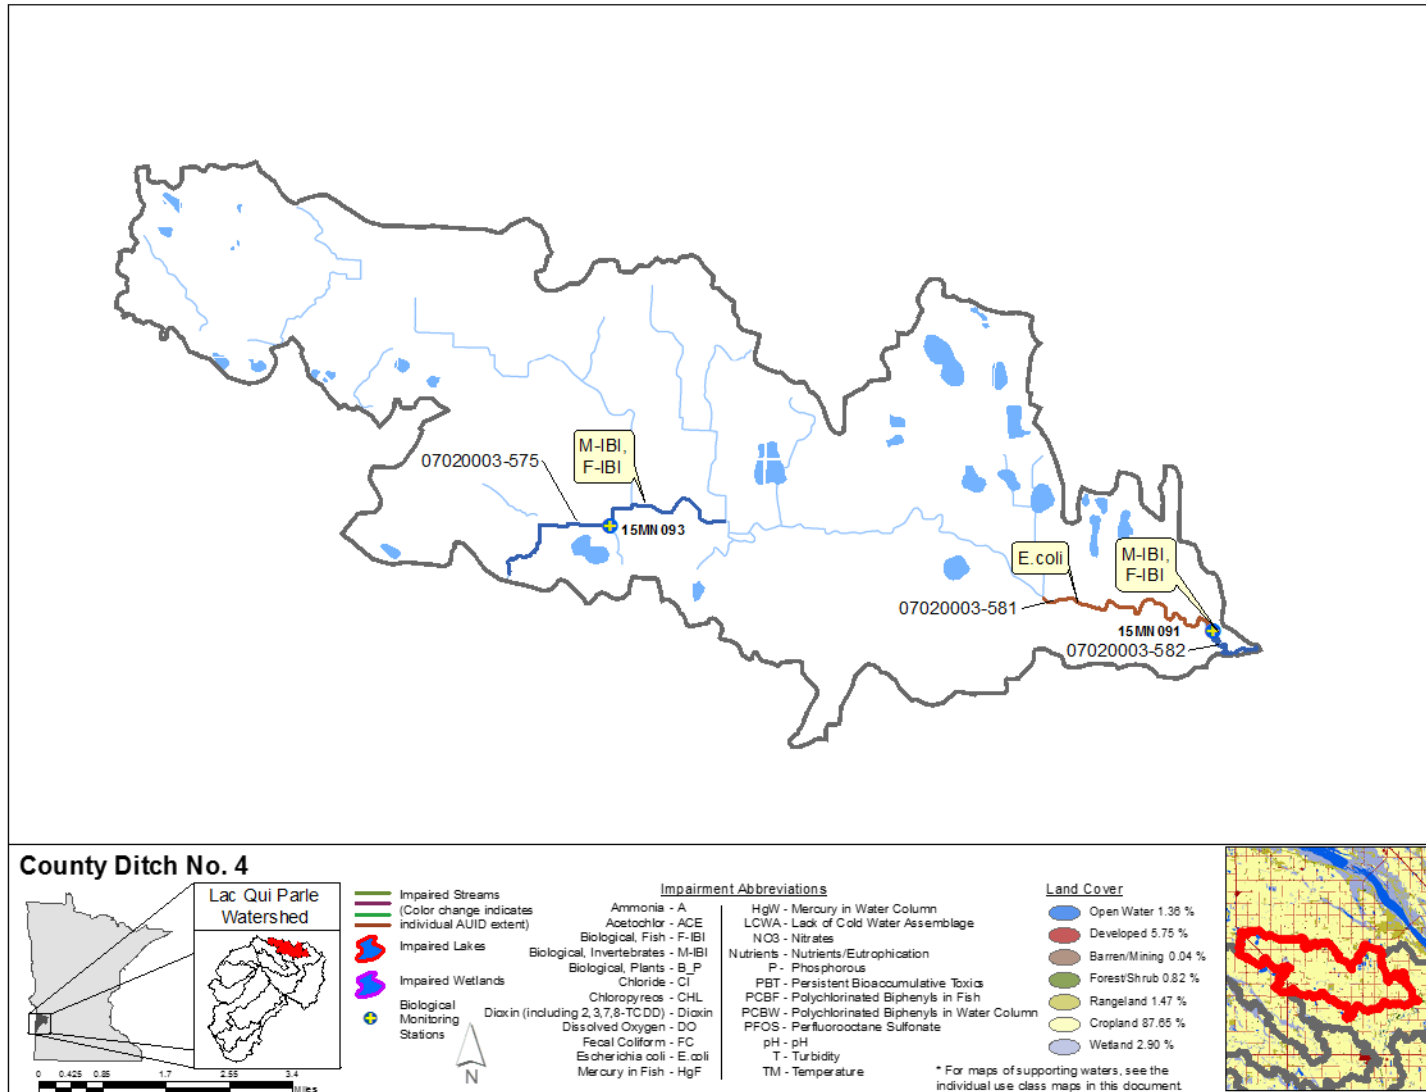 M-IBI,
F-IBI
07020003-575
15MN093
E.coli
M-IBI,
F-IBI
07020003-581
15MN091
07020003-582
County Ditch No. 4
Lac Qui Parle
Watershed
0 0.425 0.85 1.7 2.55 3.4
Miles
Impaired Streams
(Color change indicates
individual AUID extent)
Impaired Lakes
Impaired Wetlands
Biological
Monitoring
Stations
N
Impairment Abbreviations
Ammonia - A
Acetochlor - ACE
Biological, Fish - F-IBI
Biological, Invertebrates - M-IBI
Biological, Plants - B_P
Chloride - Cl
Chloropyreos - CHL
Dioxin (including 2,3,7,8-TCDD) - Dioxin
Dissolved Oxygen - DO
Fecal Coliform - FC
Escherichia coli - E.coli
Mercury in Fish - HgF
HgW - Mercury in Water Column
LCWA - Lack of Cold Water Assemblage
NO3 - Nitrates
Nutrients - Nutrients/Eutrophication
P - Phosphorous
PBT - Persistent Bioaccumulative Toxics
PCBF - Polychlorinated Biphenyls in Fish
PCBW - Polychlorinated Biphenyls in Water Column
PFOS - Perfluorooctane Sulfonate
pH - pH
T - Turbidity
TM - Temperature
Land Cover
Open Water 1.36 %
Developed 5.75 %
Barren/Mining 0.04 %
Forest/Shrub 0.82 %
Rangeland 1.47 %
Cropland 87.65 %
Wetland 2.90 %
* For maps of supporting waters, see the
individual use class maps in this document.